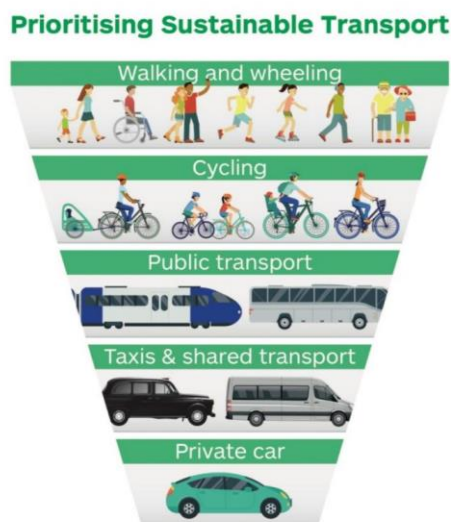 Prioritising Sustainable Transport
Walking and wheeling
Cycling
Public transport
Taxis & shared transport
Private car